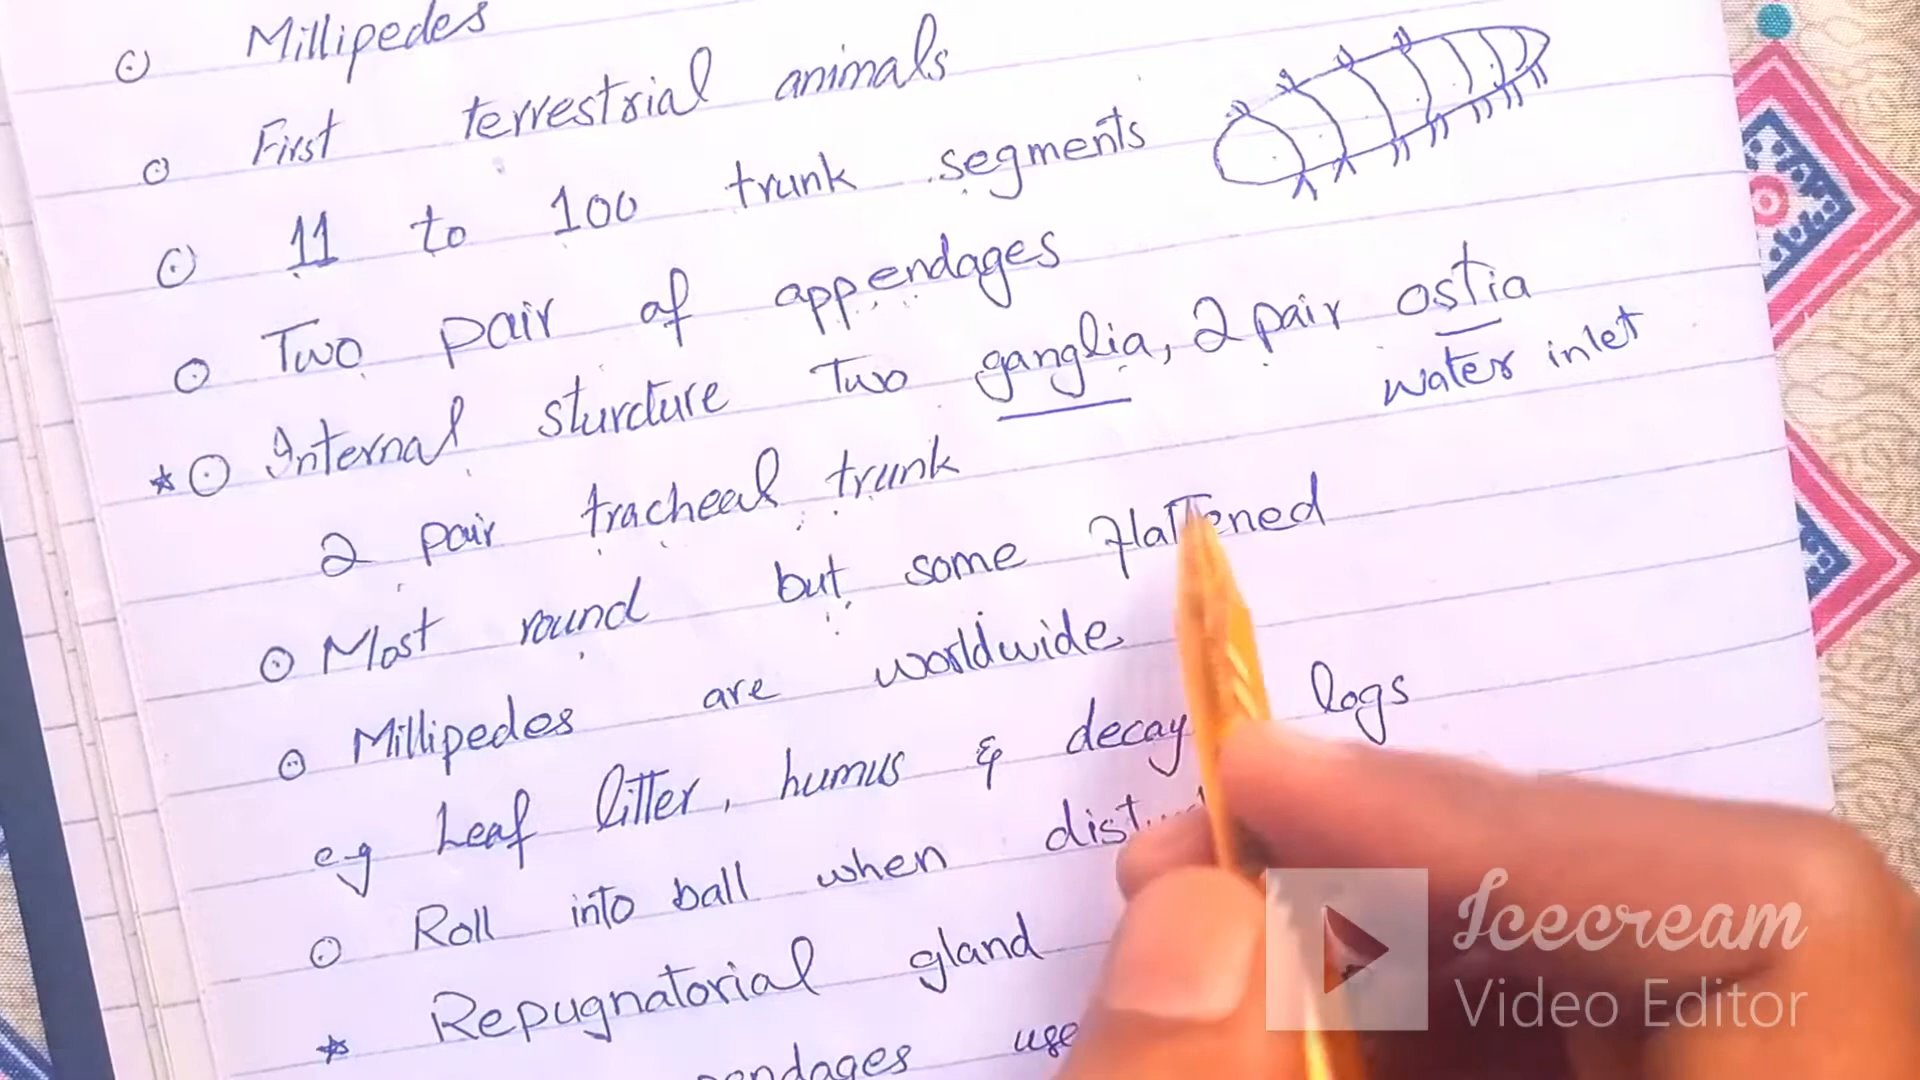 Millipedes
First terrestrial animals
11 to 100 trunk segments
Two pair of appendages
Internal sturcture Two ganglia, 2 pair ostia
water inlet
2 pair tracheal trunk
Most round but some flattened
Millipedes are worldwide
eg Leaf litter, humus & decay logs
Roll into ball when
Repugnatorial gland
use
Icecream
Video Editor